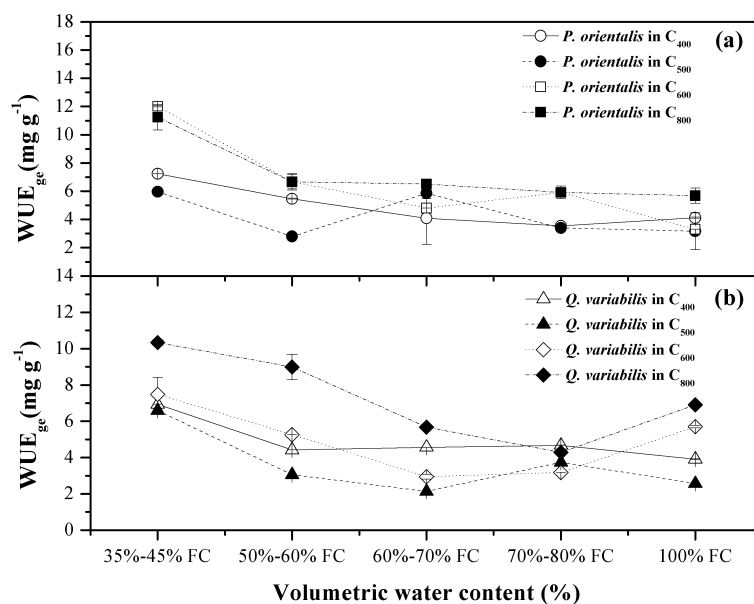 18
16
14
12
10
8
6
4
2
WUEge(mg g-1)
(a)
P. orientalis in C400
P. orientalis in C500
P. orientalis in C600
P. orientalis in C800
14
12
10
8
6
4
2
0
WUEge(mg g-1)
(b)
Q. variabilis in C400
Q. variabilis in C500
Q. variabilis in C600
Q. variabilis in C800
35%-45% FC 50%-60% FC 60%-70% FC 70%-80% FC 100% FC
Volumetric water content (%)